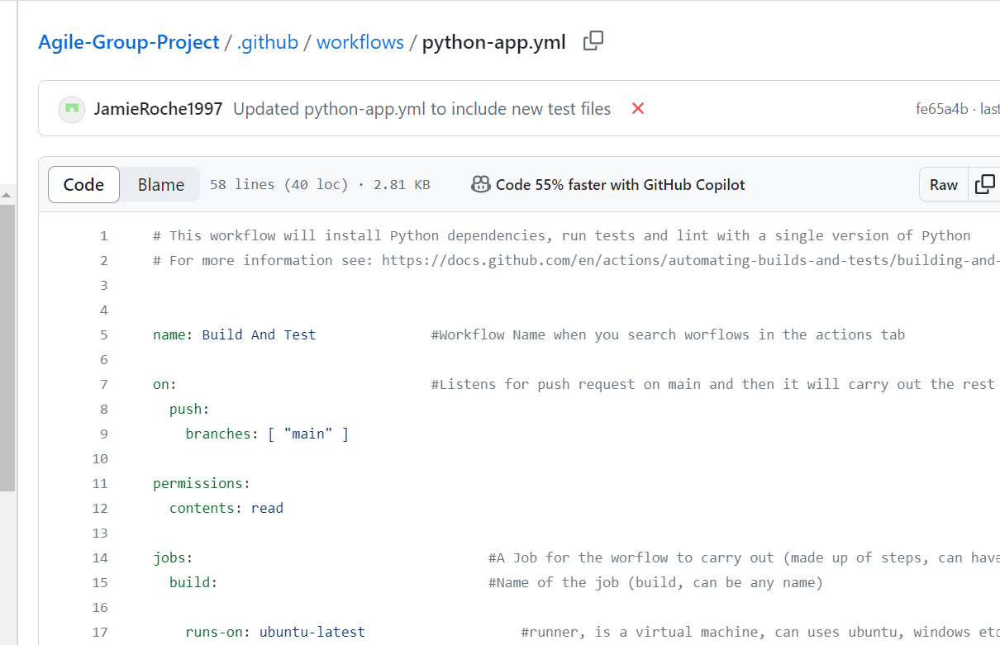 Agile-Group-Project / .github / workflows / python-app.yml
JamieRoche1997 Updated python-app.yml to include new test files fe65a4b · last
Code Blame 58 lines (40 loc) · 2.81 KB Code 55% faster with GitHub Copilot Raw
1 # This workflow will install Python dependencies, run tests and lint with a single version of Python
2 # For more information see: https://docs.github.com/en/actions/automating-builds-and-tests/building-and-
3
4
5 name: Build And Test #Workflow Name when you search worflows in the actions tab
6
7 on: #Listens for push request on main and then it will carry out the rest
8 push:
9 branches: [ "main" ]
10
11 permissions:
12 contents: read
13
14 jobs: #A Job for the worflow to carry out (made up of steps, can have
15 build: #Name of the job (build, can be any name)
16
17 runs-on: ubuntu-latest #runner, is a virtual machine, can uses ubuntu, windows etc